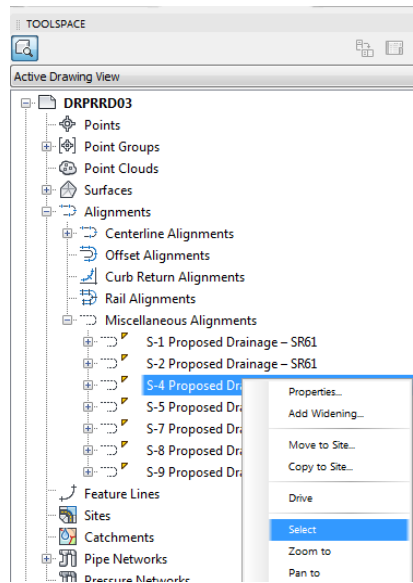 TOOLSPACE
Active Drawing View
DRPRRD03
Points
Point Groups
Point Clouds
Surfaces
Alignments
Centerline Alignments
Offset Alignments
Curb Return Alignments
Rail Alignments
Miscellaneous Alignments
S-1 Proposed Drainage – SR61
S-2 Proposed Drainage – SR61
S-4 Proposed Dr
S-5 Proposed Dra
S-7 Proposed Dra
S-8 Proposed Dra
S-9 Proposed Dra
Feature Lines
Sites
Catchments
Pipe Networks
Pressure Networks
Properties...
Add Widening...
Move to Site...
Copy to Site...
Drive
Select
Zoom to
Pan to